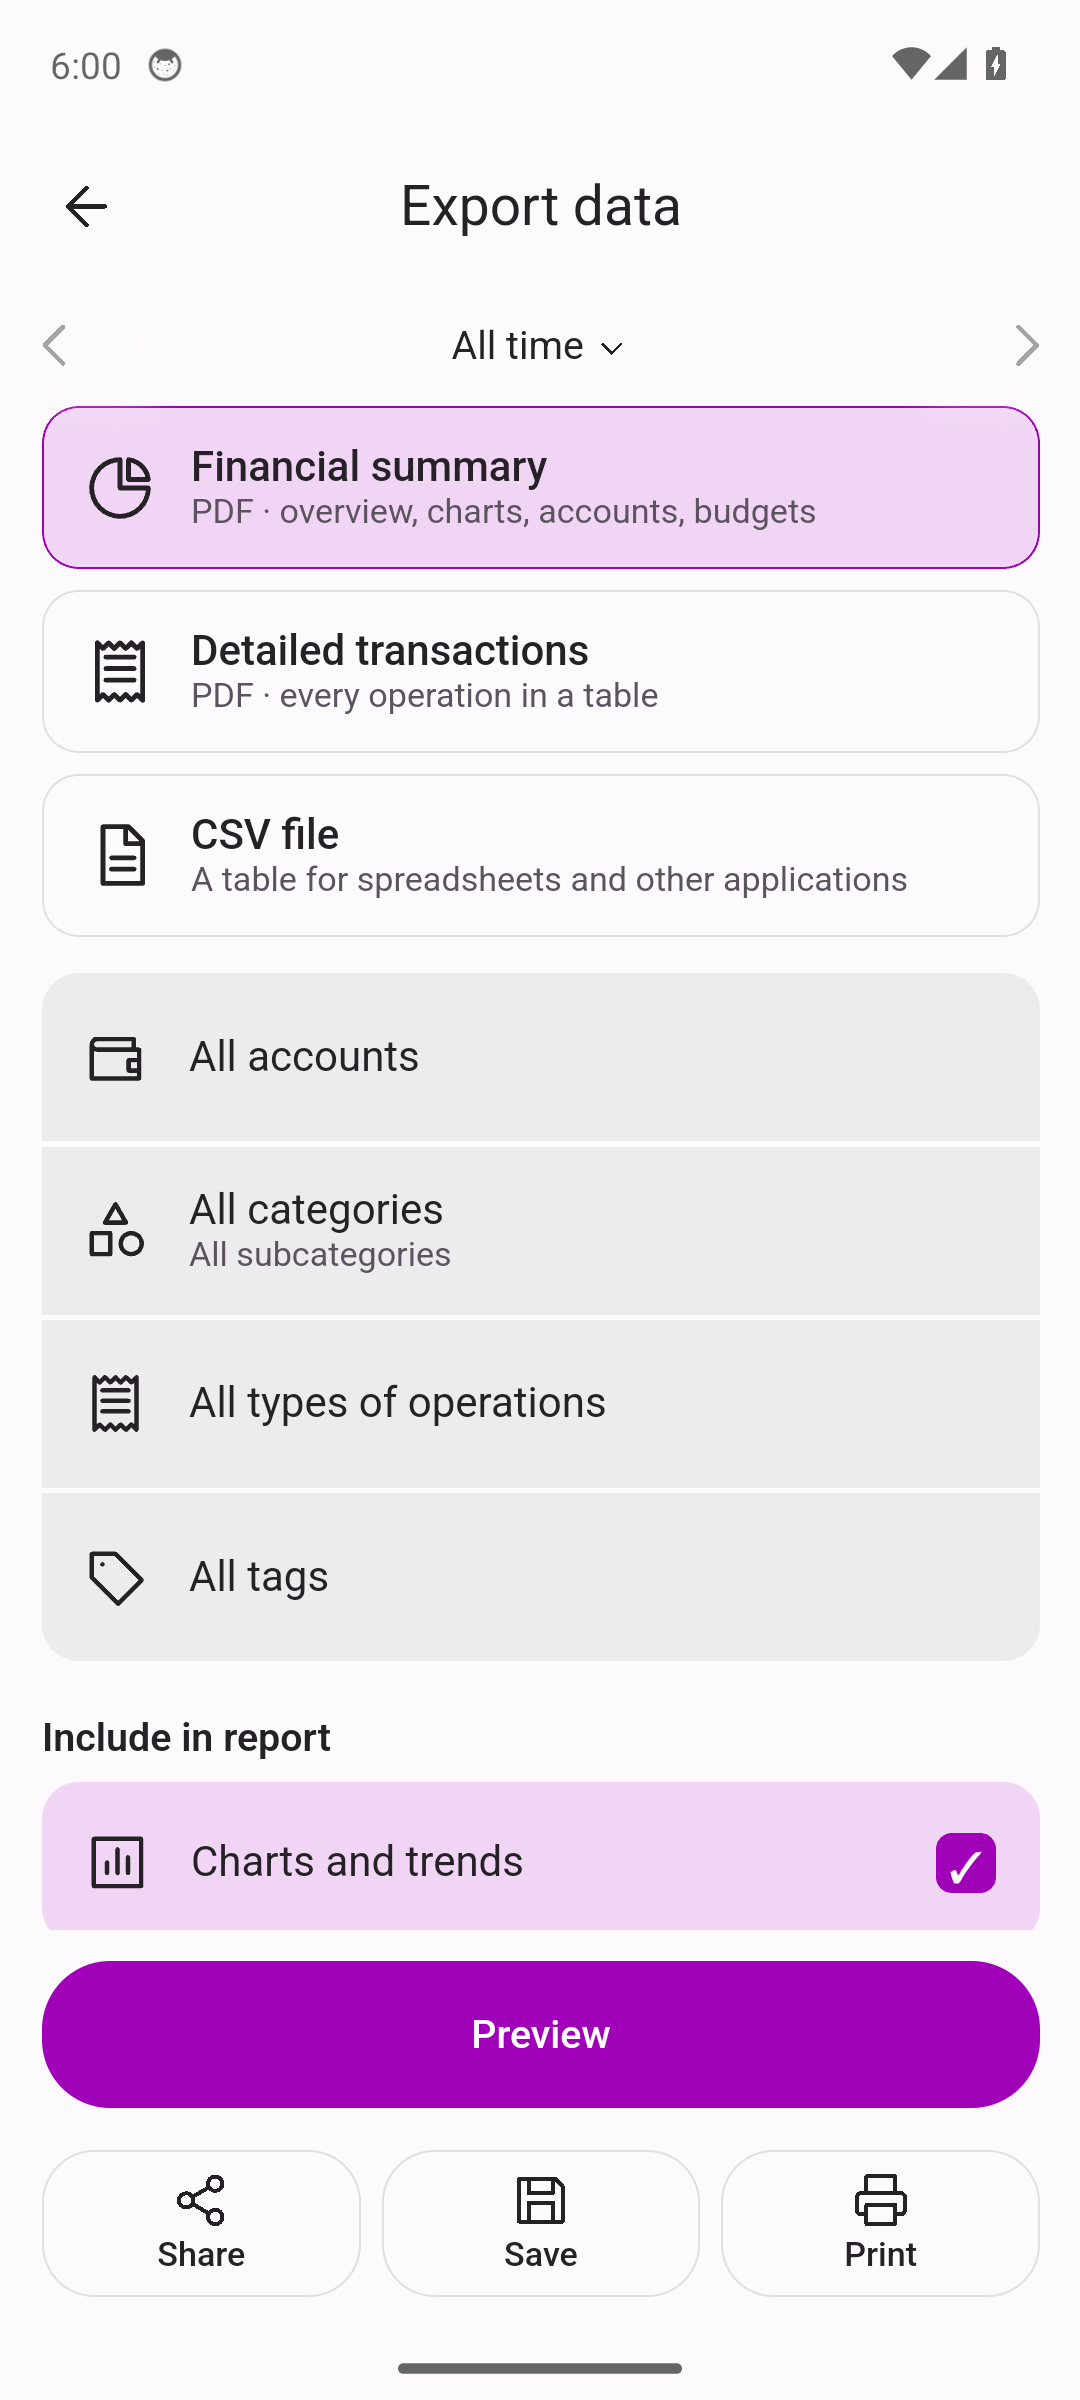 6:00
Export data
All time
Financial summary
PDF · overview, charts, accounts, budgets
Detailed transactions
PDF · every operation in a table
CSV file
A table for spreadsheets and other applications
All accounts
All categories
All subcategories
All types of operations
All tags
Include in report
Charts and trends
Preview
Share
Save
Print